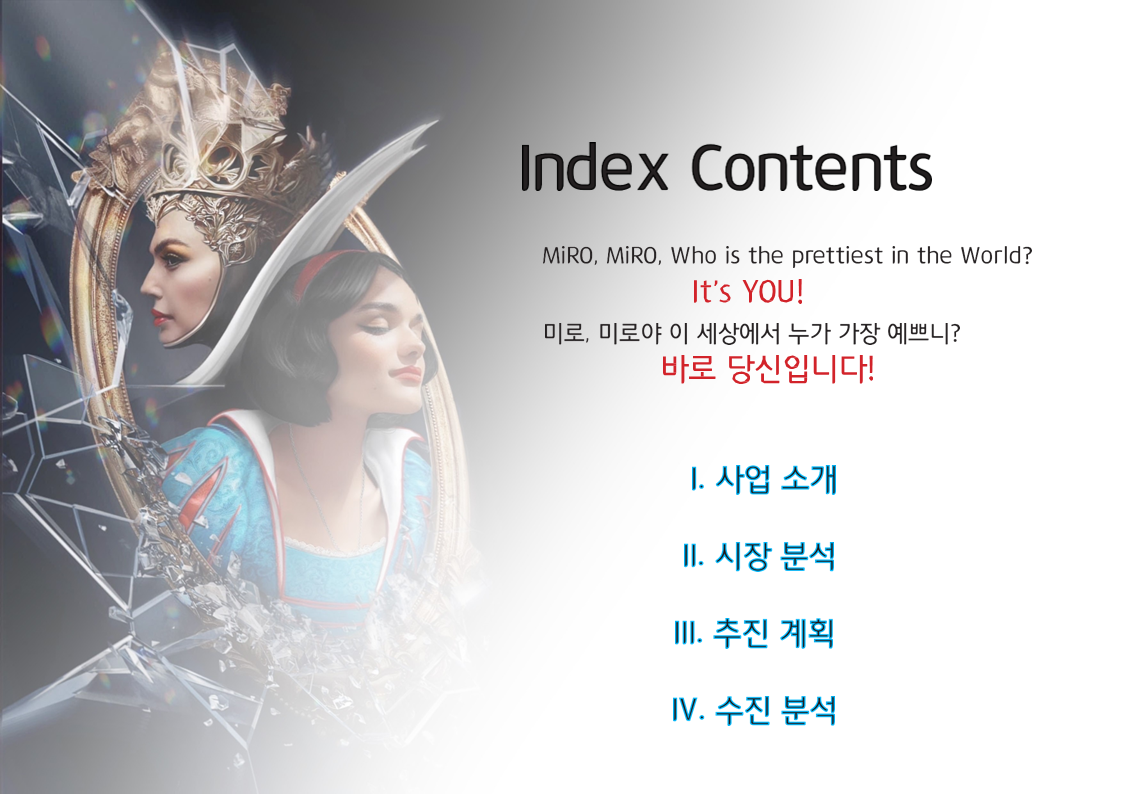 Index Contents
MiRO, MiRO, Who is the prettiest in the World?
It's YOU!
미로, 미로야 이 세상에서 누가 가장 예쁘니?
바로 당신입니다!
I. 사업 소개
II. 시장 분석
III. 추진 계획
IV. 수진 분석